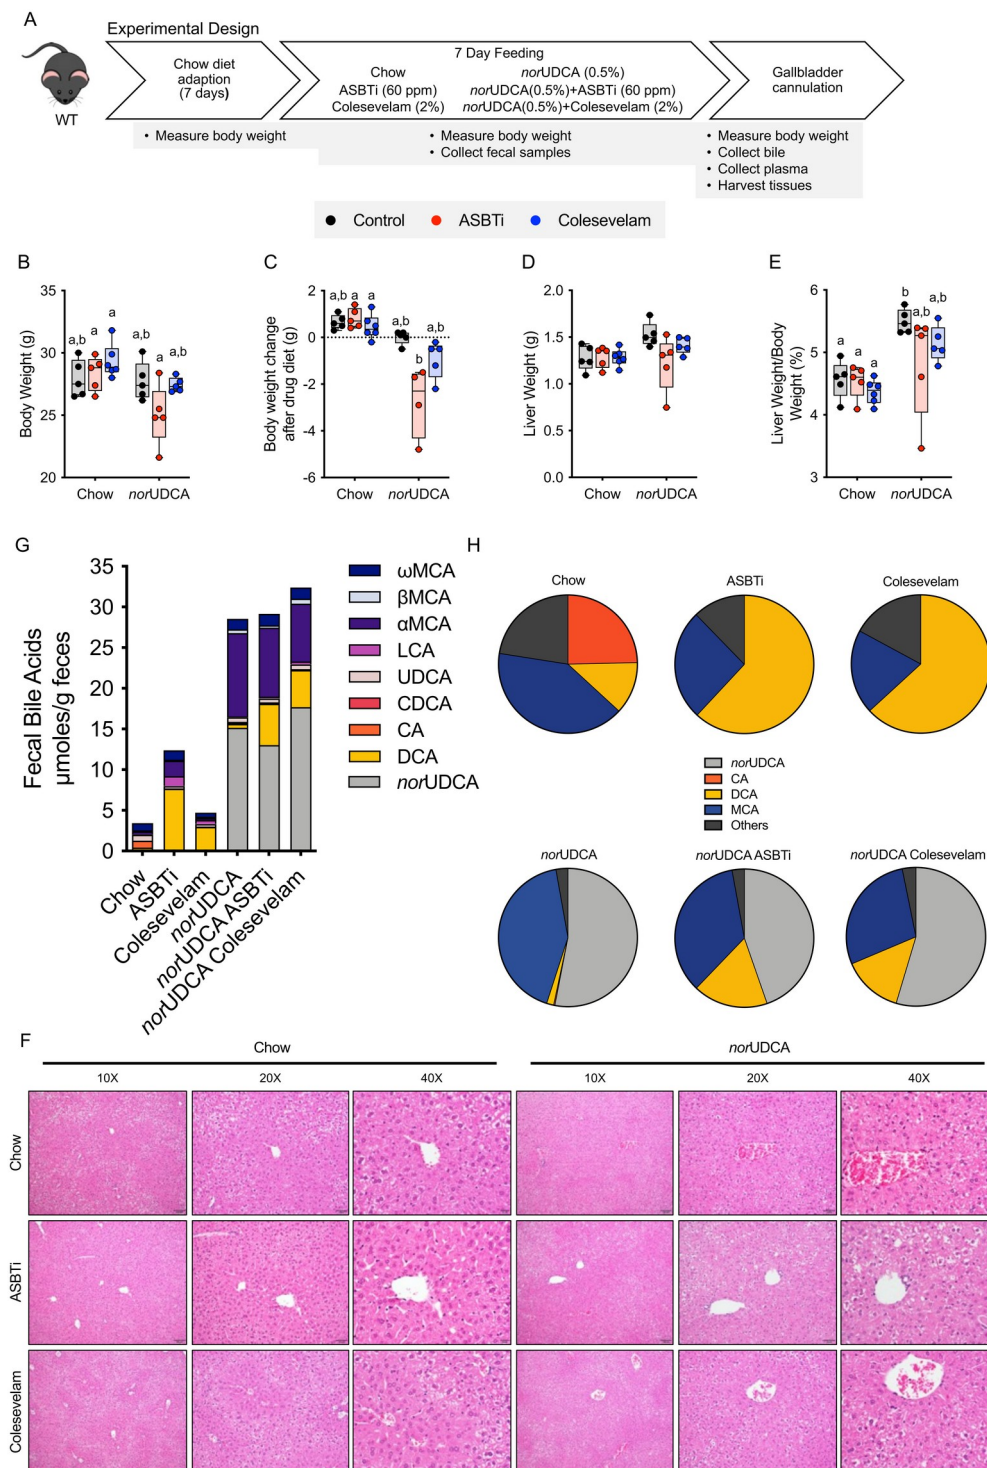 A
Experimental Design
WT
Chow diet
adaption
(7 days)
7 Day Feeding
Chow
ASBTi (60 ppm)
Colesevelam (2%)
norUDCA (0.5%)
norUDCA(0.5%)+ASBTi (60 ppm)
norUDCA(0.5%)+Colesevelam (2%)
Gallbladder
cannulation
• Measure body weight
• Measure body weight
• Collect fecal samples
• Measure body weight
• Collect bile
• Collect plasma
• Harvest tissues
Control
ASBTi
Colesevelam
B
Body Weight (g)
35
30
25
20
a,b
a
a
a,b
a
a,b
Chow
norUDCA
C
Body weight change
after drug diet (g)
2
0
-2
-4
-6
a,b
a
a
a,b
b
a,b
Chow
norUDCA
D
Liver Weight (g)
2.0
1.5
1.0
0.5
0.0
Chow
norUDCA
E
Liver Weight/Body
Weight (%)
6
5
4
3
a
a
a
b
a,b
a,b
Chow
norUDCA
G
Fecal Bile Acids
μmoles/g feces
35
30
25
20
15
10
5
0
Chow
ASBTi
Colesevelam
norUDCA
norUDCA ASBTi
norUDCA Colesevelam
ωMCA
βMCA
αMCA
LCA
UDCA
CDCA
CA
DCA
norUDCA
H
Chow
ASBTi
Colesevelam
norUDCA
CA
DCA
MCA
Others
norUDCA
norUDCA ASBTi
norUDCA Colesevelam
F
Chow
norUDCA
10X
20X
40X
10X
20X
40X
Chow
ASBTi
Colesevelam